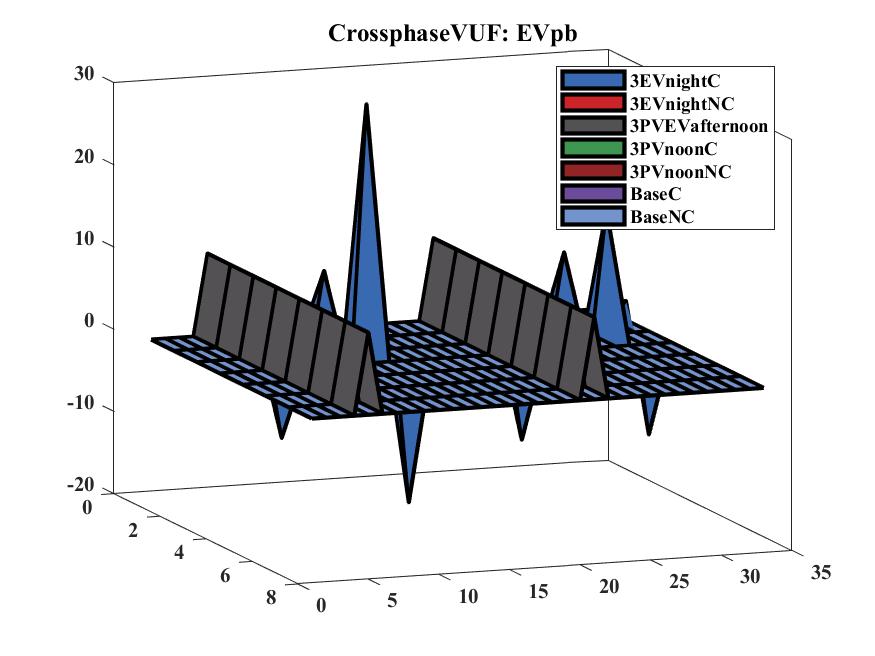 CrossphaseVUF: EVpb
30
20
10
0
-10
-20
3EVnightC
3EVnightNC
3PVEVafternoon
3PVnoonC
3PVnoonNC
BaseC
BaseNC
0
2
4
6
8
0
5
10
15
20
25
30
35